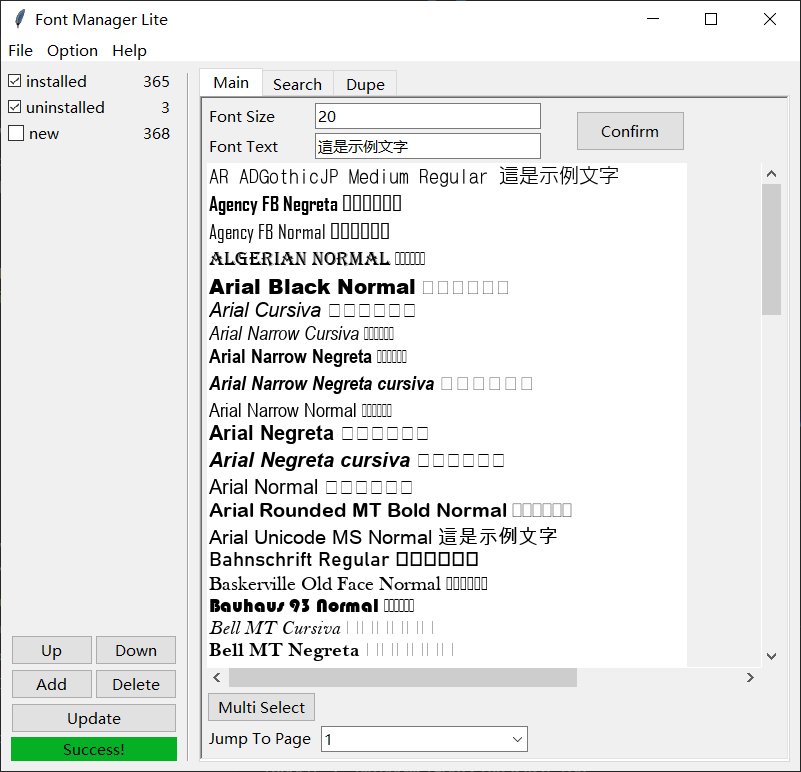 Font Manager Lite
File Option Help
installed 365
uninstalled 3
new 368
Up Down
Add Delete
Update
Success!
Main Search Dupe
Font Size 20
Font Text 這是示例文字
Confirm
AR ADGothicJP Medium Regular 這是示例文字
Agency FB Negreta □□□□□□
Agency FB Normal □□□□□□
ALGERIAN NORMAL □□□□□□
Arial Black Normal □□□□□□
Arial Cursiva □□□□□□
Arial Narrow Cursiva □□□□□□
Arial Narrow Negreta □□□□□□
Arial Narrow Negreta cursiva □□□□□□
Arial Narrow Normal □□□□□□
Arial Negreta □□□□□□
Arial Negreta cursiva □□□□□□
Arial Normal □□□□□□
Arial Rounded MT Bold Normal □□□□□□
Arial Unicode MS Normal 這是示例文字
Bahnschrift Regular □□□□□□
Baskerville Old Face Normal □□□□□□
Bauhaus 93 Normal □□□□□□
Bell MT Cursiva □□□□□□
Bell MT Negreta □□□□□□
Multi Select
Jump To Page 1